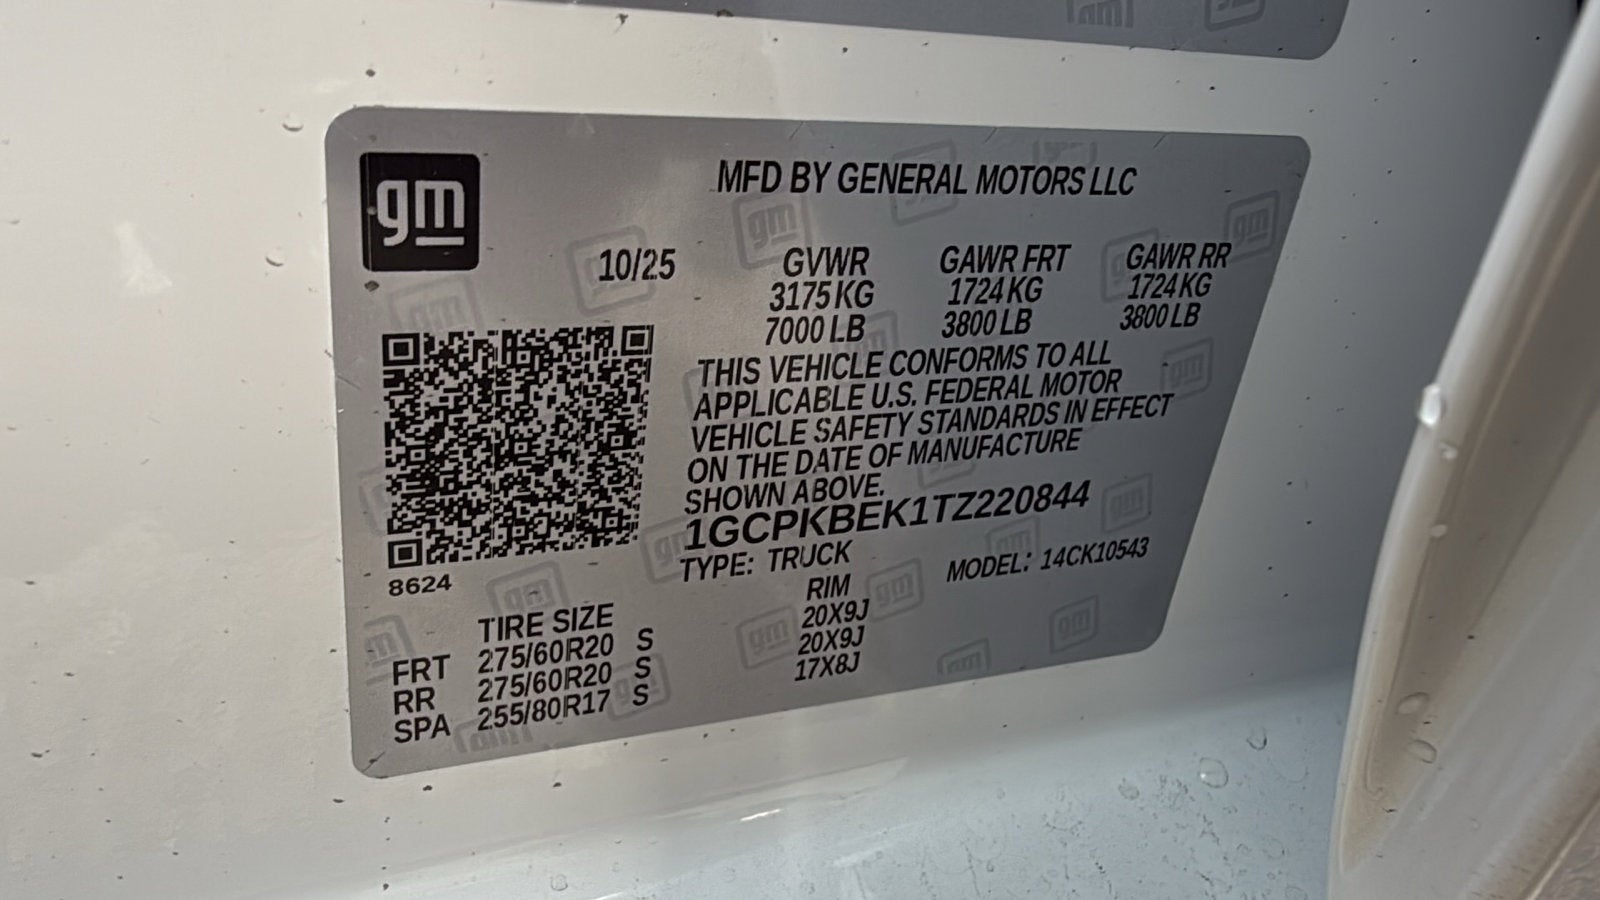 gm
MFD BY GENERAL MOTORS LLC
10/25
GVWR GAWR FRT GAWR RR
3175 KG 1724 KG 1724 KG
7000 LB 3800 LB 3800 LB
THIS VEHICLE CONFORMS TO ALL
APPLICABLE U.S. FEDERAL MOTOR
VEHICLE SAFETY STANDARDS IN EFFECT
ON THE DATE OF MANUFACTURE
SHOWN ABOVE.
1GCPKBEK1TZ220844
TYPE: TRUCK MODEL: 14CK10543
8624
TIRE SIZE RIM
FRT 275/60R20 S 20X9J
RR 275/60R20 S 20X9J
SPA 255/80R17 S 17X8J